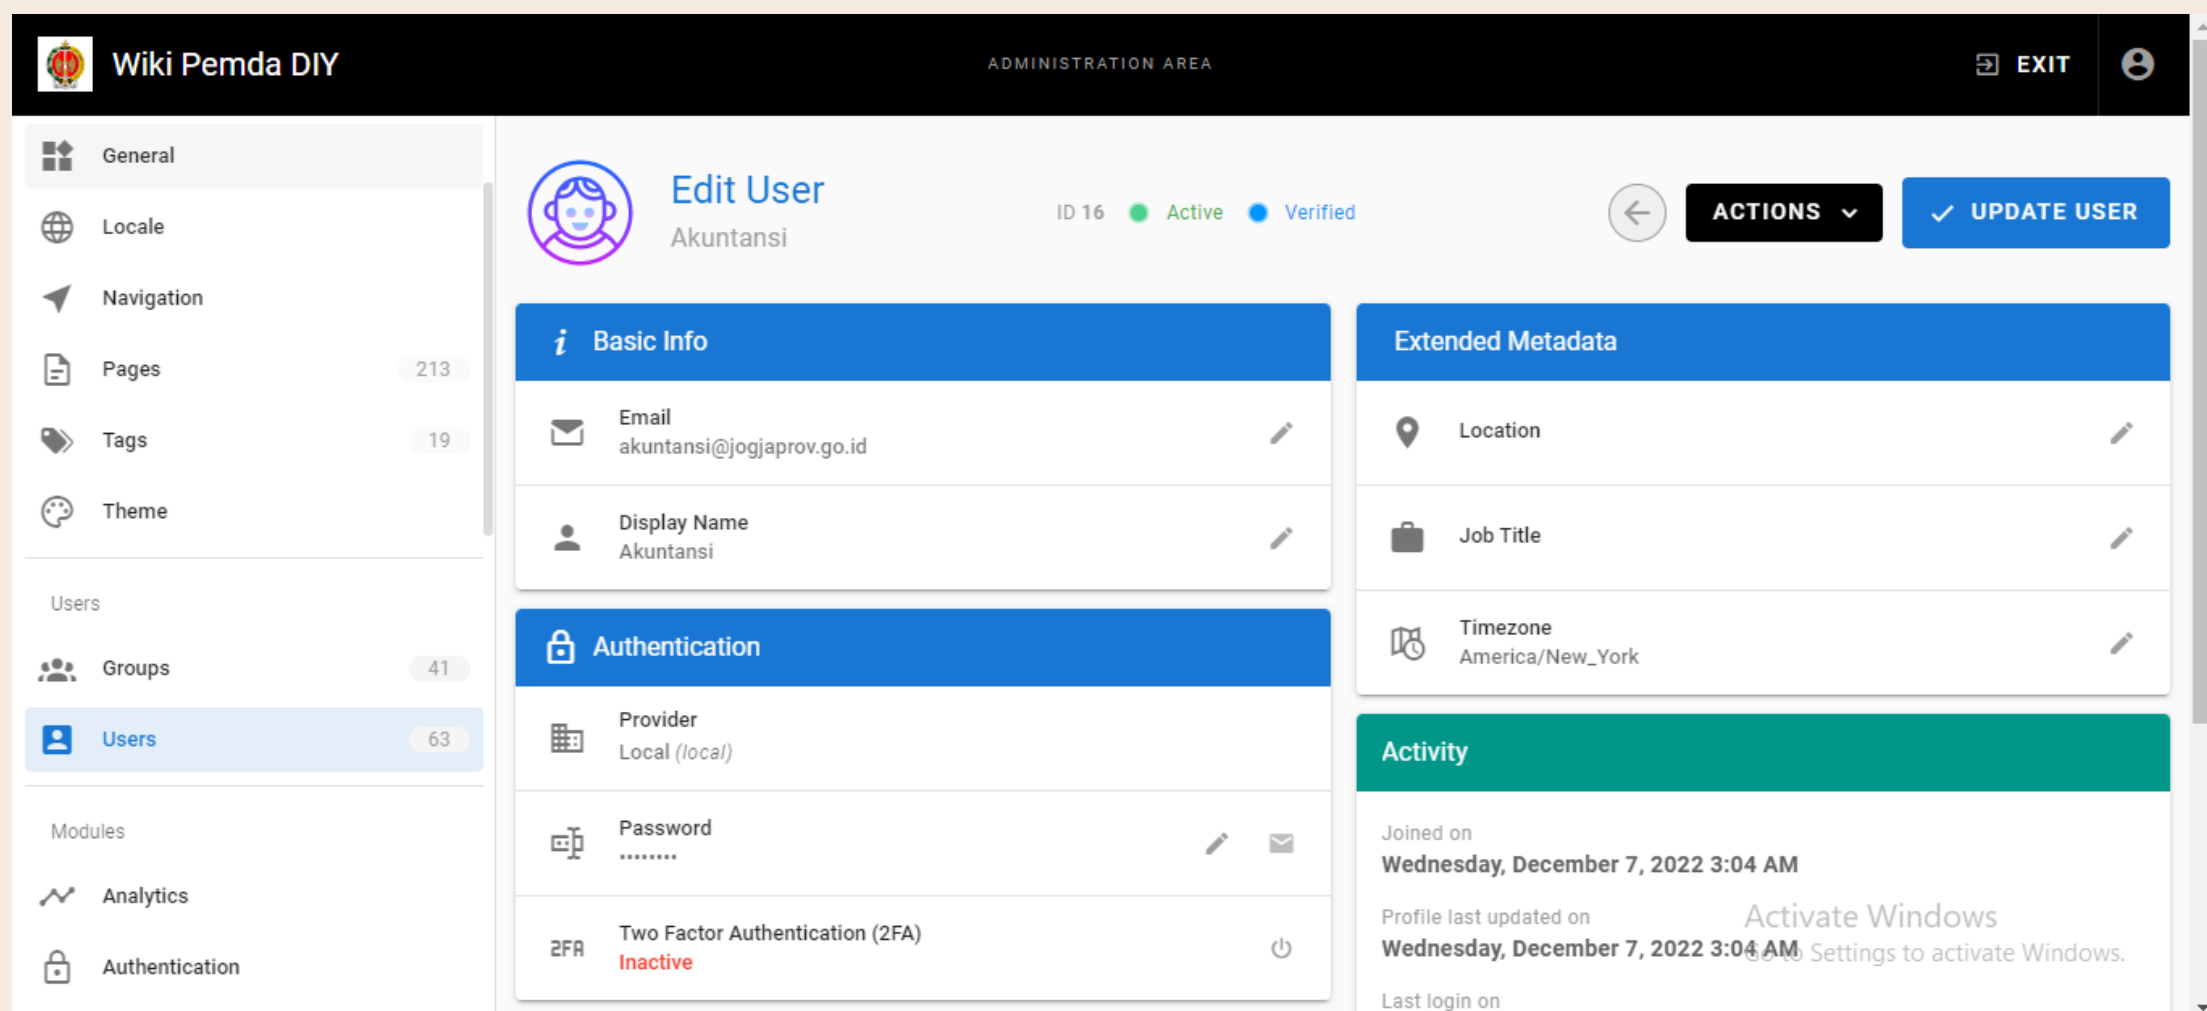 Wiki Pemda DIY
ADMINISTRATION AREA
EXIT
General
Locale
Navigation
Pages 213
Tags 19
Theme
Users
Groups 41
Users 63
Modules
Analytics
Authentication
Edit User
Akuntansi
ID 16 Active Verified
ACTIONS
UPDATE USER
i Basic Info
Email
akuntansi@jogjaprov.go.id
Display Name
Akuntansi
Authentication
Provider
Local (local)
Password
••••••••
2FA
Two Factor Authentication (2FA)
Inactive
Extended Metadata
Location
Job Title
Timezone
America/New_York
Activity
Joined on
Wednesday, December 7, 2022 3:04 AM
Profile last updated on
Wednesday, December 7, 2022 3:04 AM
Last login on
Activate Windows
Go to Settings to activate Windows.